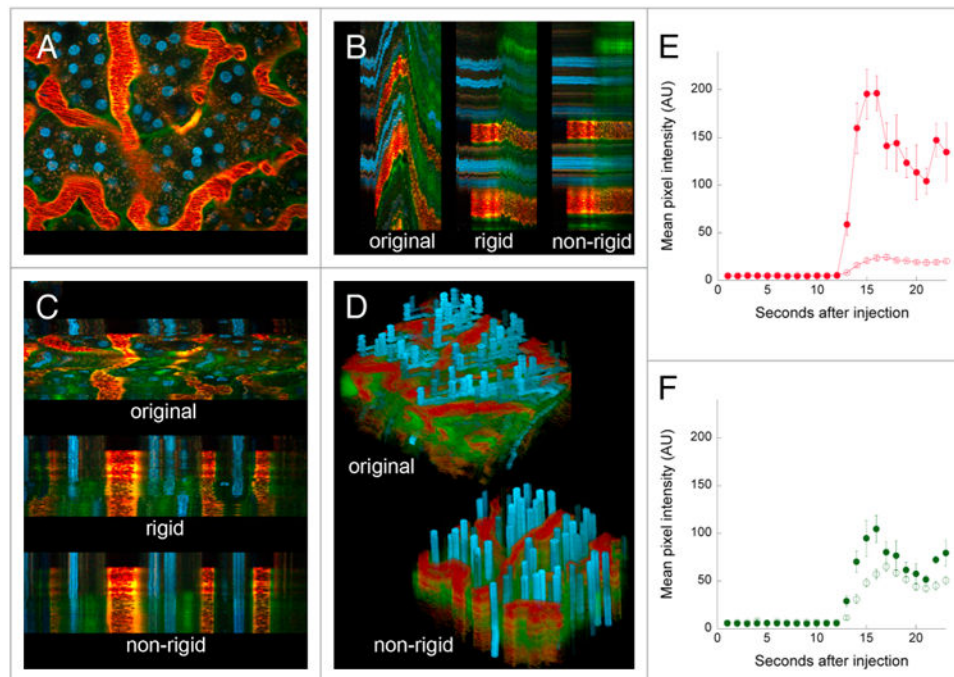 A
B
original
rigid
non-rigid
C
original
rigid
non-rigid
D
original
non-rigid
E
Mean pixel intensity (AU)
200
150
100
50
0
5
10
15
20
Seconds after injection
F
Mean pixel intensity (AU)
200
150
100
50
0
0
5
10
15
20
Seconds after injection